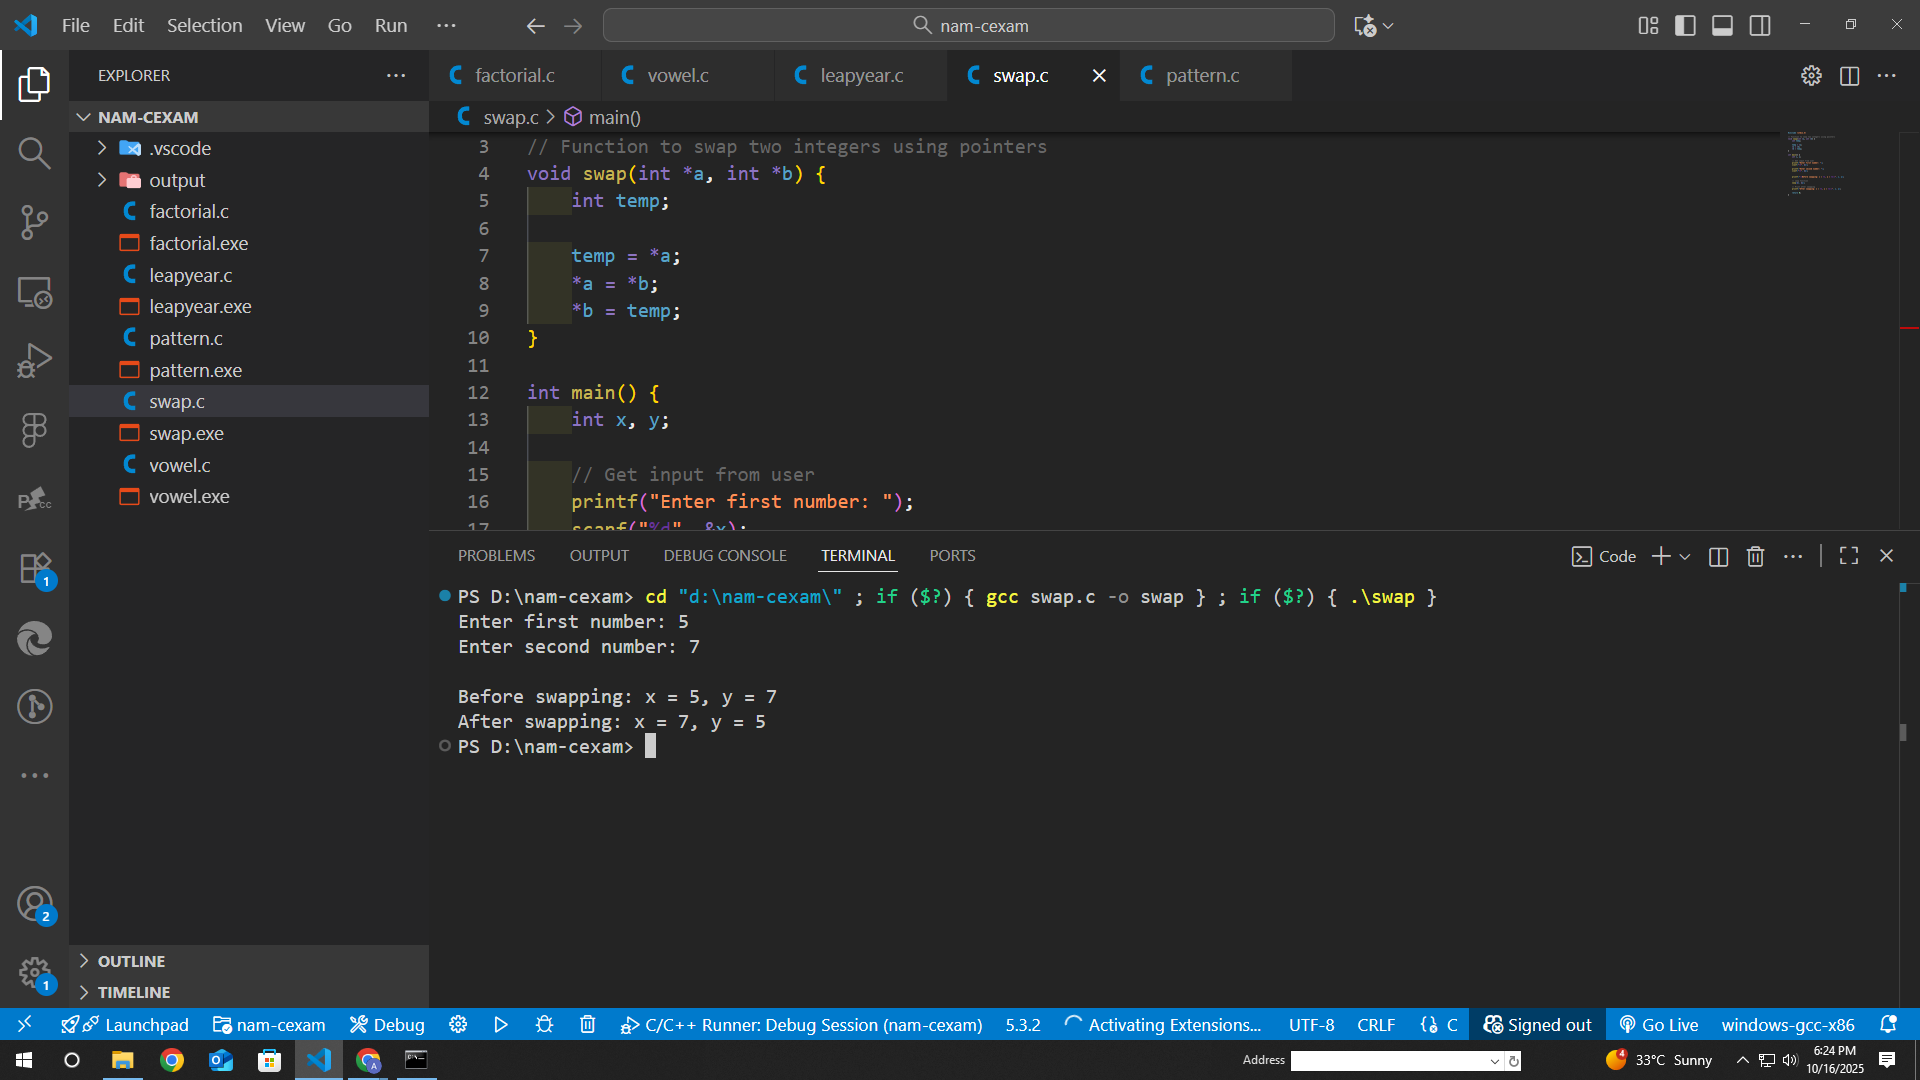 File Edit Selection View Go Run ···
nam-cexam
EXPLORER
factorial.c vowel.c leapyear.c swap.c pattern.c
NAM-CEXAM
swap.c > main()
.vscode
output
factorial.c
factorial.exe
leapyear.c
leapyear.exe
pattern.c
pattern.exe
swap.c
swap.exe
vowel.c
vowel.exe
OUTLINE
TIMELINE
3 // Function to swap two integers using pointers
4 void swap(int *a, int *b) {
5 int temp;
6
7 temp = *a;
8 *a = *b;
9 *b = temp;
10 }
11
12 int main() {
13 int x, y;
14
15 // Get input from user
16 printf("Enter first number: ");
17 scanf("%d", &x);
PROBLEMS OUTPUT DEBUG CONSOLE TERMINAL PORTS
Code
PS D:\nam-cexam> cd "d:\nam-cexam\" ; if ($?) { gcc swap.c -o swap } ; if ($?) { .\swap }
Enter first number: 5
Enter second number: 7
Before swapping: x = 5, y = 7
After swapping: x = 7, y = 5
PS D:\nam-cexam>
1
2
1
Launchpad nam-cexam Debug C/C++ Runner: Debug Session (nam-cexam) 5.3.2 Activating Extensions... UTF-8 CRLF {} C Signed out Go Live windows-gcc-x86
Address
4
33°C Sunny
6:24 PM
10/16/2025